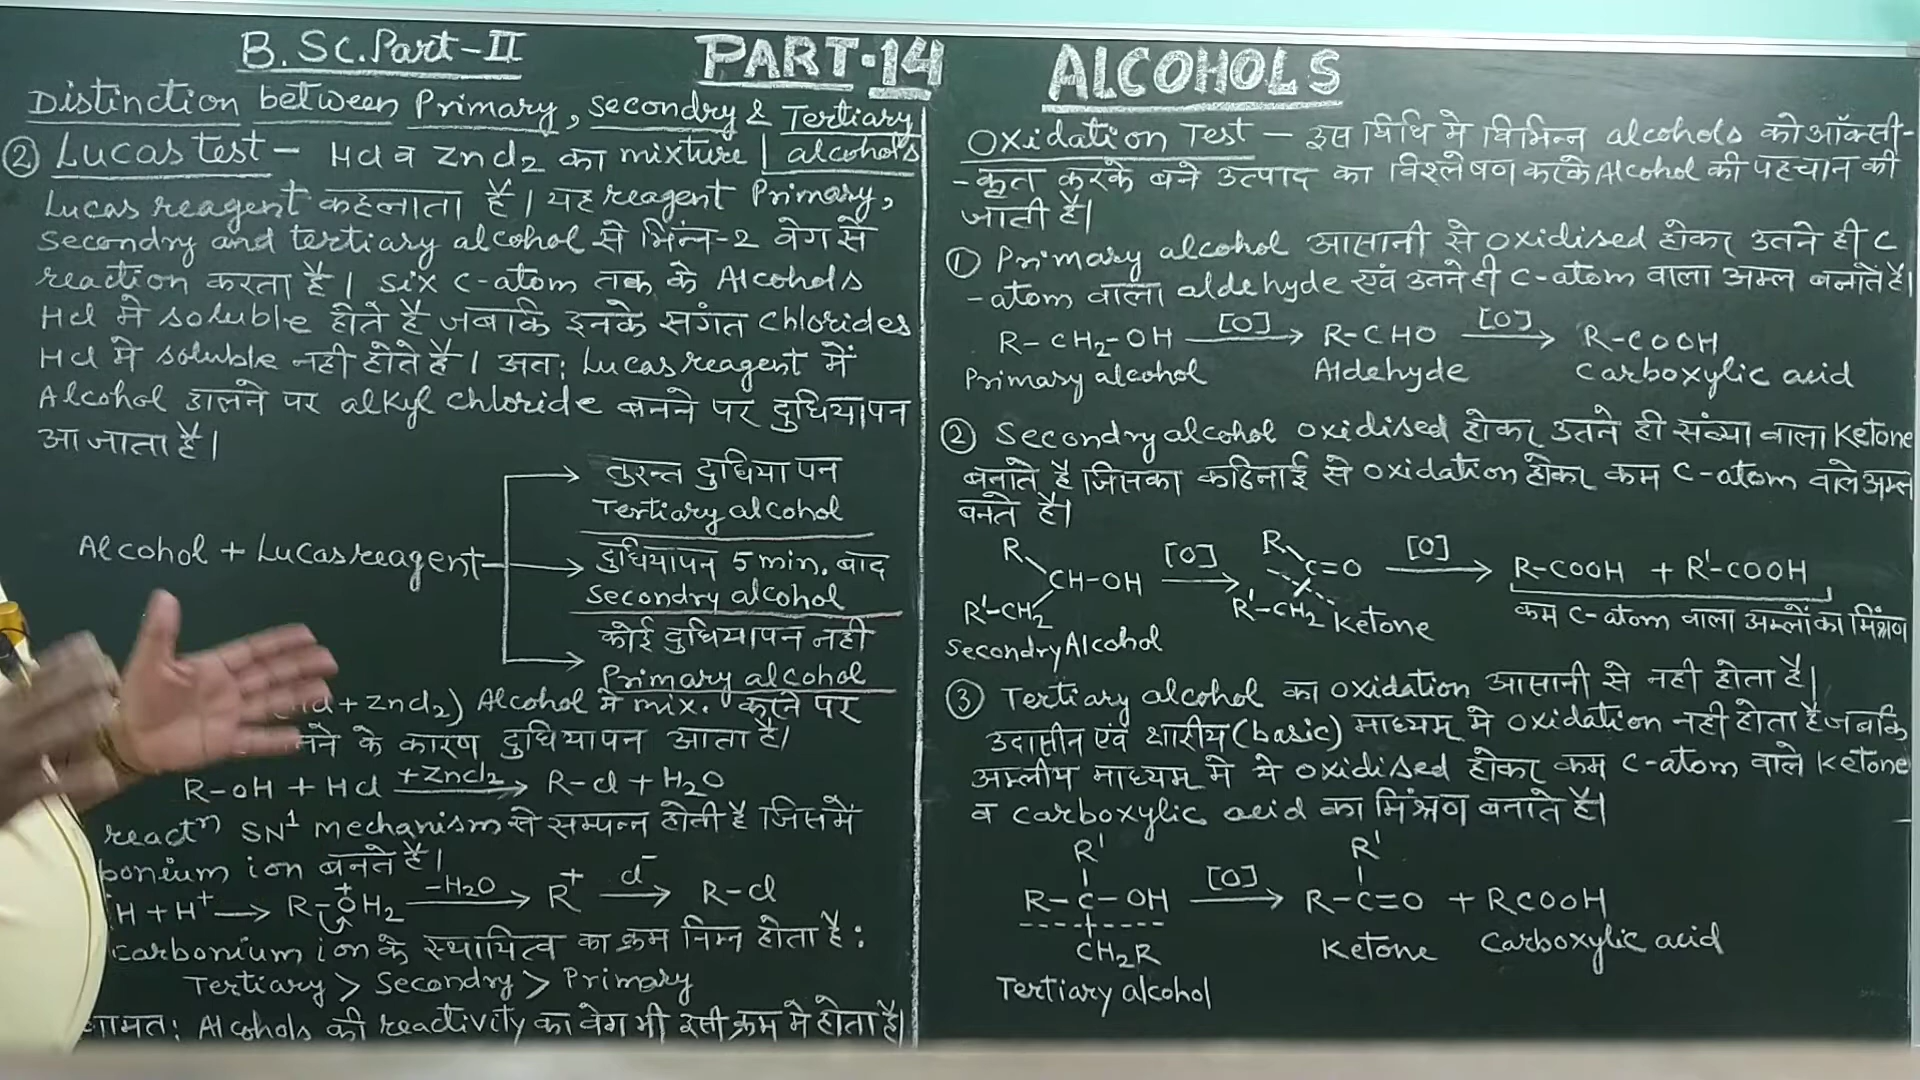 B.Sc. Part-II
PART-14
ALCOHOLS
Distinction between Primary, secondry & Tertiary
alcohols
② Lucas test - HCl व ZnCl2 का mixture
Lucas reagent कहलाता है। यह reagent Primary,
secondry and tertiary alcohol से भिन्न-2 वेग से
reaction करता है। six C-atom तक के Alcohols
HCl मे soluble होते है जबकि इनके संगत chlorides
HCl मे soluble नही होते है। अत: Lucas reagent में
Alcohol डालने पर alkyl chloride बनने पर दुधियापन
आ जाता है।
तुरन्त दुधिया पन
Tertiary alcohol
Alcohol + Lucas reagent
दुधियापन 5 min. बाद
Secondry alcohol
कोई दुधियापन नही
Primary alcohol
+ ZnCl2) Alcohol मे mix. करने पर
के कारण दुधियापन आता है।
R-OH + HCl +ZnCl2 → R-Cl + H2O
reactn SN1 mechanism से सम्पन्न होती है जिसमे
ion बनते है।
H + H+ → R-O+H2 -H2O → R+ Cl- → R-Cl
carbonium ion के स्थायित्व का क्रम निम्न होता है:
Tertiary > Secondry > Primary
Alcohols की reactivity का वेग भी इसी क्रम मे होता है।
Oxidation Test - इस विधि मे विभिन्न alcohols को ऑक्सी-
-कृत करके बने उत्पाद का विश्लेषण करके Alcohol की पहचान की
जाती है।
① Primary alcohol आसानी से oxidised होकर उतने ही C
-atom वाला aldehyde एवं उतने ही C-atom वाला अम्ल बनाते है।
R-CH2-OH [O] → R-CHO [O] → R-COOH
Primary alcohol Aldehyde Carboxylic acid
② Secondry alcohol oxidised होकर उतने ही संख्या वाला Ketone
बनाते है जिसका कठिनाई से oxidation होकर कम C-atom वाले अम्ल
बनते है।
R R
CH-OH [O] → C=O [O] → R-COOH + R'-COOH
R'-CH2 R'-CH2 Ketone कम C-atom वाला अम्लों का मिंश्रण
Secondry Alcohol
③ Tertiary alcohol का oxidation आसानी से नही होता है।
उदासीन एवं क्षारीय (basic) माध्यम मे oxidation नही होता है जबकि
अम्लीय माध्यम मे ये oxidised होकर कम C-atom वाले Ketone
व carboxylic acid का मिंश्रण बनाते है।
R' R'
R-C-OH [O] → R-C=O + RCOOH
CH2R Ketone Carboxylic acid
Tertiary alcohol